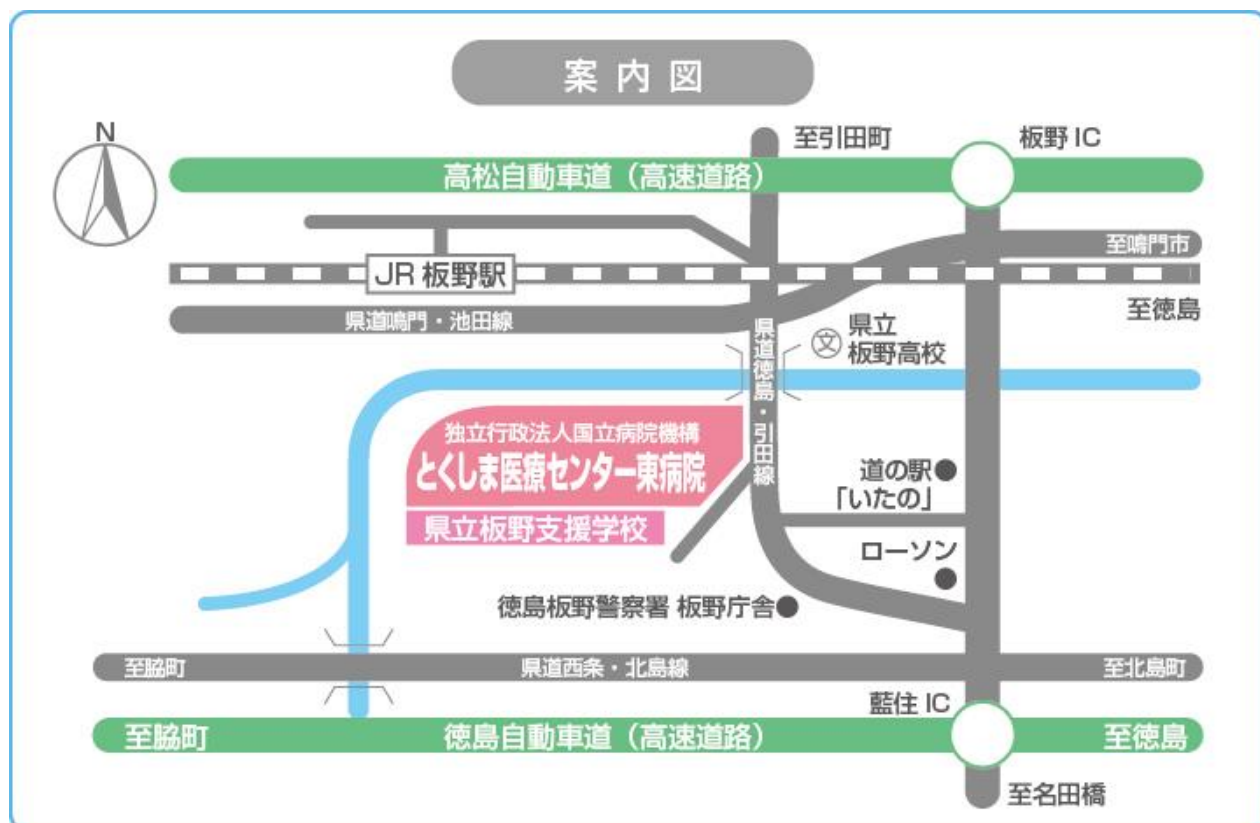 案内図
N
至引田町
板野IC
高松自動車道（高速道路）
至鳴門市
JR板野駅
至徳島
県道鳴門・池田線
県道徳島・引田線
文
県立
板野高校
独立行政法人国立病院機構
とくしま医療センター東病院
県立板野支援学校
道の駅
「いたの」
ローソン
徳島板野警察署 板野庁舎
至脇町
県道西条・北島線
至北島町
藍住IC
至脇町
徳島自動車道（高速道路）
至徳島
至名田橋